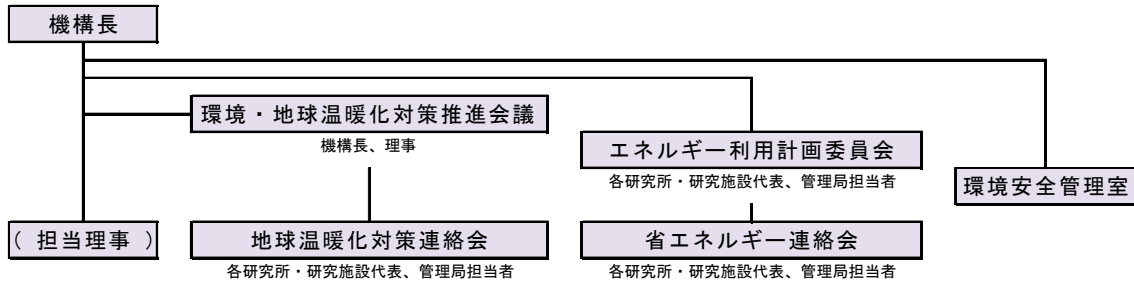 機構長
環境・地球温暖化対策推進会議
機構長、理事
エネルギー利用計画委員会
各研究所・研究施設代表、管理局担当者
環境安全管理室
( 担当理事 )
地球温暖化対策連絡会
各研究所・研究施設代表、管理局担当者
省エネルギー連絡会
各研究所・研究施設代表、管理局担当者